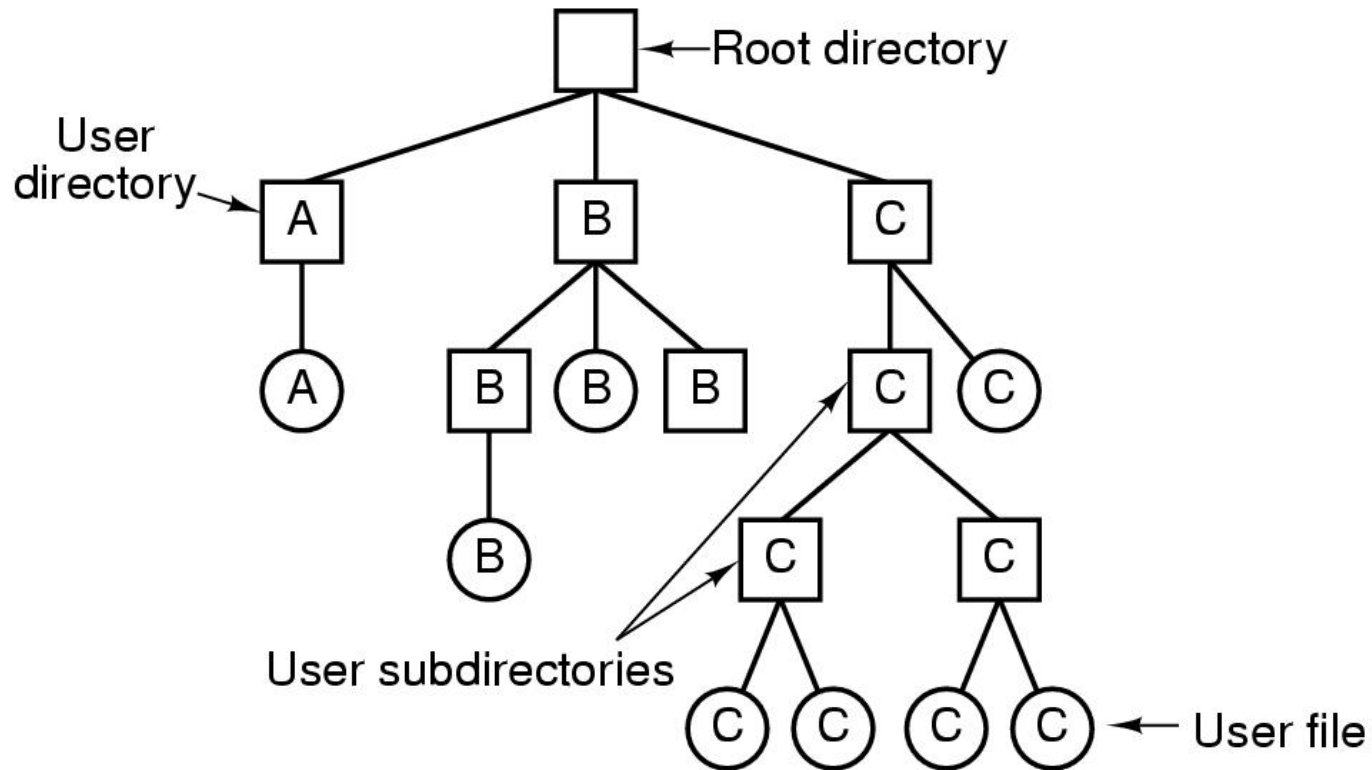 Root directory
User
directory
A
B
C
A
B
B
B
C
C
B
C
C
User subdirectories
C
C
C
C
User file